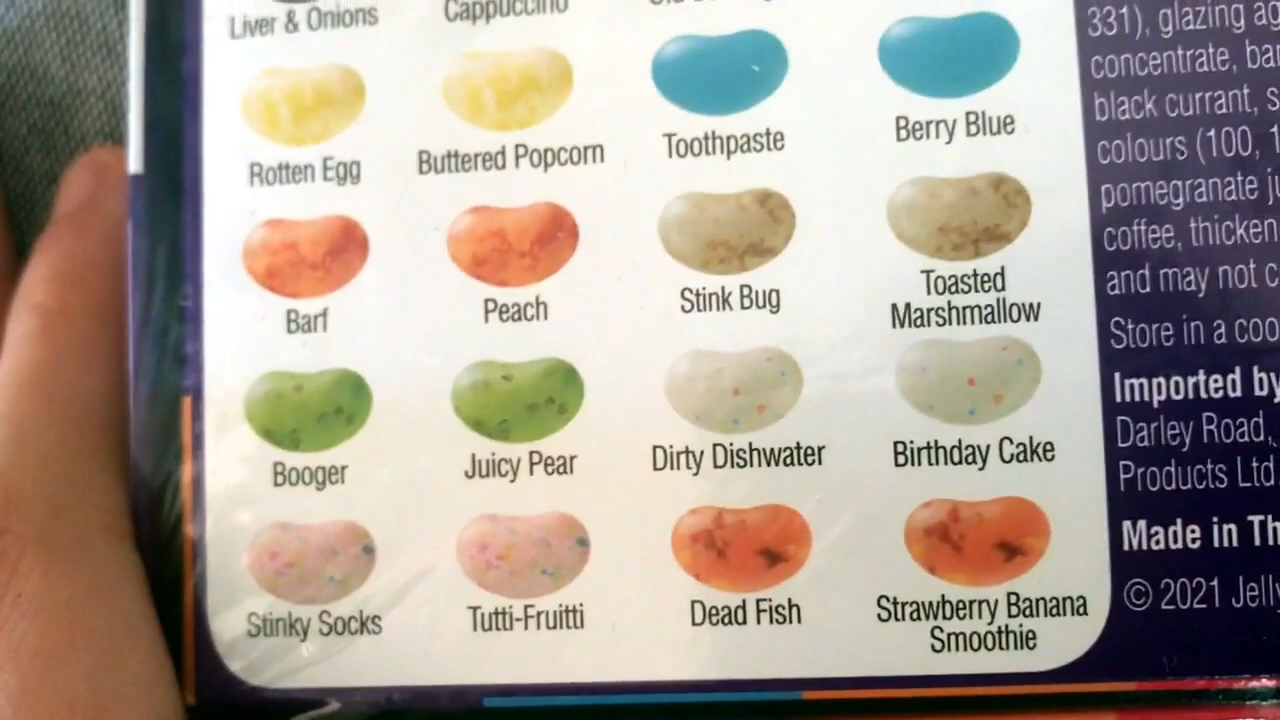 Liver & Onions
Cappuccino
Rotten Egg
Buttered Popcorn
Toothpaste
Berry Blue
Barf
Peach
Stink Bug
Toasted
Marshmallow
Booger
Juicy Pear
Dirty Dishwater
Birthday Cake
Stinky Socks
Tutti-Fruitti
Dead Fish
Strawberry Banana
Smoothie
331), glazing ag
concentrate, bar
black currant, s
colours (100, 1
pomegranate ju
coffee, thicken
and may not c
Store in a coo
Imported by
Darley Road,
Products Ltd
Made in Th
© 2021 Jelly